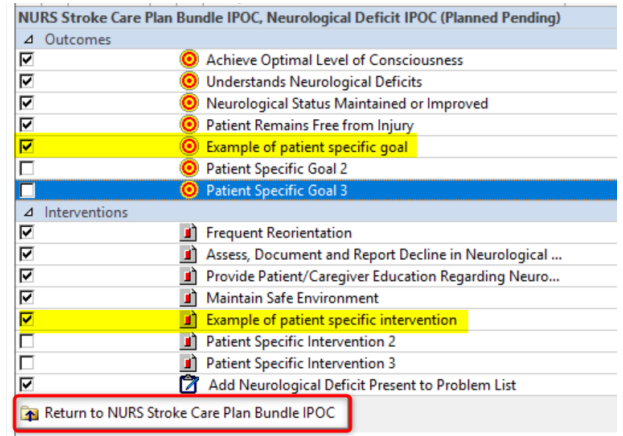 NURS Stroke Care Plan Bundle IPOC, Neurological Deficit IPOC (Planned Pending)
Outcomes
Achieve Optimal Level of Consciousness
Understands Neurological Deficits
Neurological Status Maintained or Improved
Patient Remains Free from Injury
Example of patient specific goal
Patient Specific Goal 2
Patient Specific Goal 3
Interventions
Frequent Reorientation
Assess, Document and Report Decline in Neurological ...
Provide Patient/Caregiver Education Regarding Neuro...
Maintain Safe Environment
Example of patient specific intervention
Patient Specific Intervention 2
Patient Specific Intervention 3
Add Neurological Deficit Present to Problem List
Return to NURS Stroke Care Plan Bundle IPOC